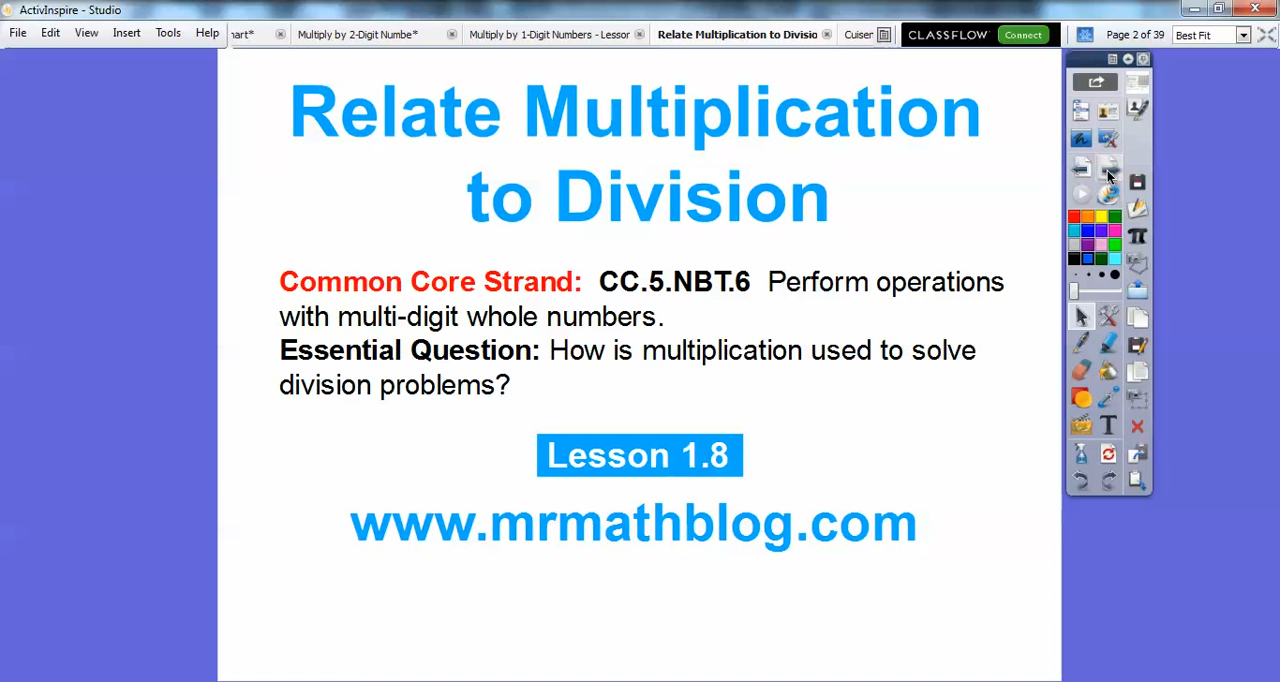 ActivInspire - Studio
File Edit View Insert Tools Help
art* Multiply by 2-Digit Numbe* Multiply by 1-Digit Numbers - Lessor Relate Multiplication to Divisio Cuiser CLASSFLOW Connect Page 2 of 39 Best Fit
Relate Multiplication
to Division
Common Core Strand: CC.5.NBT.6 Perform operations
with multi-digit whole numbers.
Essential Question: How is multiplication used to solve
division problems?
Lesson 1.8
www.mrmathblog.com